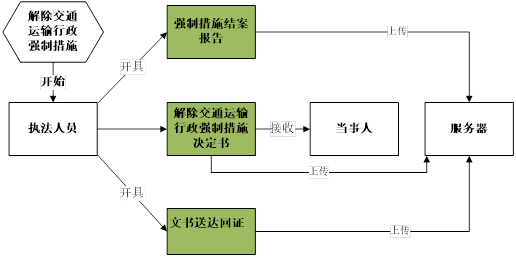 解除交通
运输行政
强制措施
强制措施结案
报告
上传
开具
开始
执法人员
解除交通运输
行政强制措施
决定书
接收
当事人
服务器
上传
开具
文书送达回证
上传